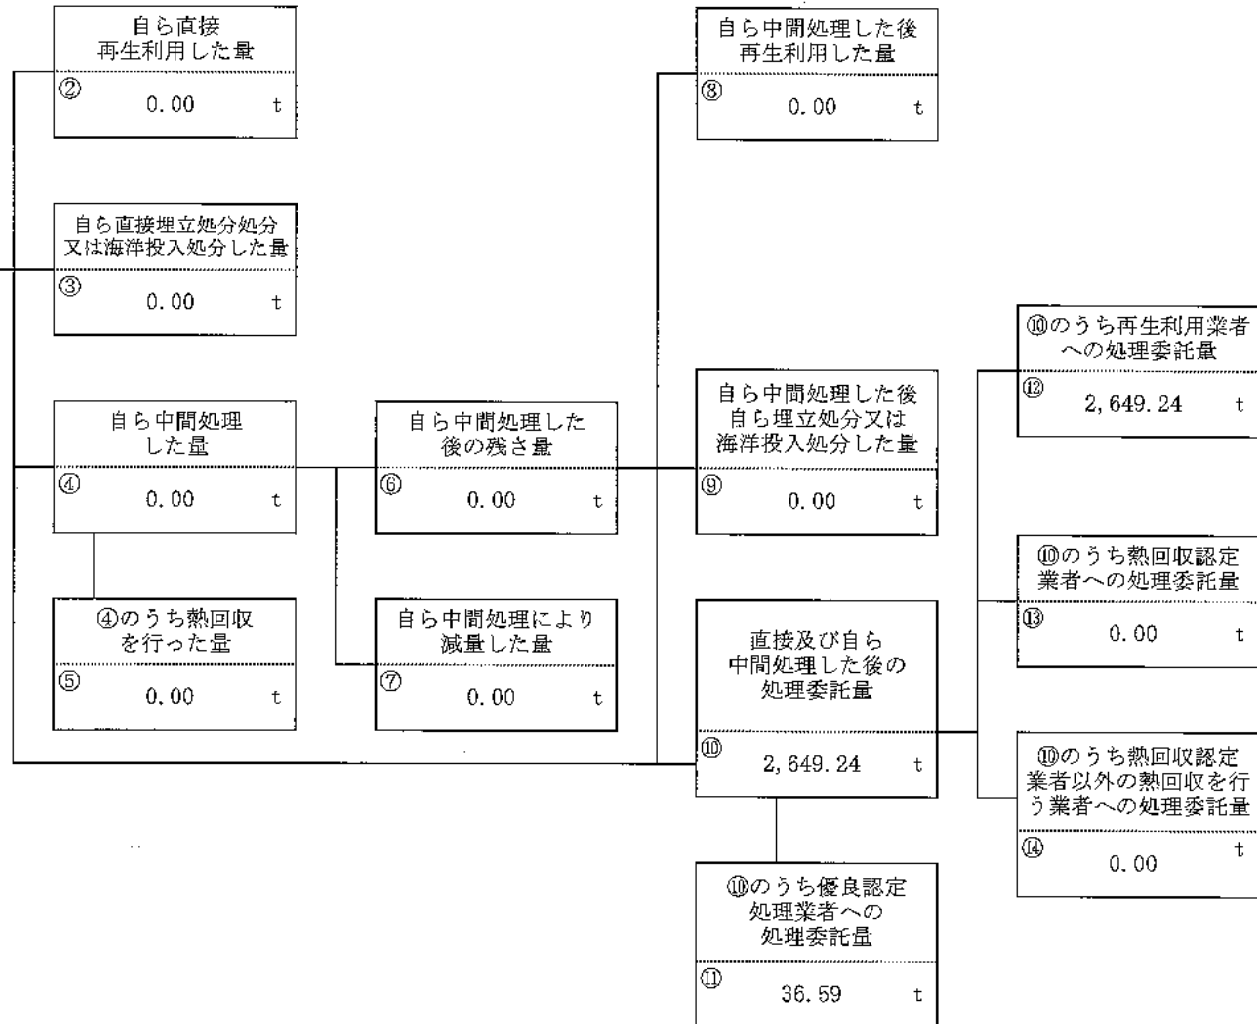 自ら直接
再生利用した量
② 0.00 t
自ら中間処理した後
再生利用した量
⑧ 0.00 t
自ら直接埋立処分処分
又は海洋投入処分した量
③ 0.00 t
⑩のうち再生利用業者
への処理委託量
⑫ 2,649.24 t
自ら中間処理
した量
④ 0.00 t
自ら中間処理した
後の残さ量
⑥ 0.00 t
自ら中間処理した後
自ら埋立処分又は
海洋投入処分した量
⑨ 0.00 t
⑩のうち熱回収認定
業者への処理委託量
⑬ 0.00 t
④のうち熱回収
を行った量
⑤ 0.00 t
自ら中間処理により
減量した量
⑦ 0.00 t
直接及び自ら
中間処理した後の
処理委託量
⑩ 2,649.24 t
⑩のうち熱回収認定
業者以外の熱回収を行
う業者への処理委託量
⑭ 0.00 t
⑩のうち優良認定
処理業者への
処理委託量
⑪ 36.59 t